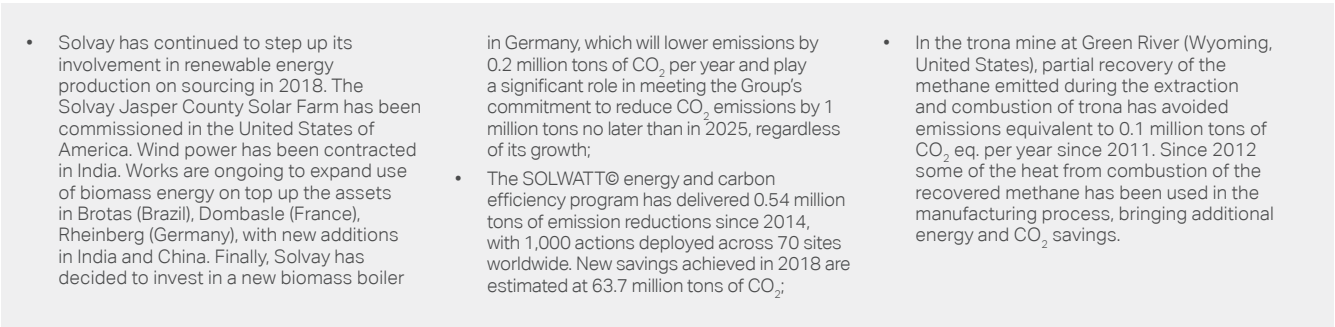 • Solvay has continued to step up its
involvement in renewable energy
production on sourcing in 2018. The
Solvay Jasper County Solar Farm has been
commissioned in the United States of
America. Wind power has been contracted
in India. Works are ongoing to expand use
of biomass energy on top up the assets
in Brotas (Brazil), Dombasle (France),
Rheinberg (Germany), with new additions
in India and China. Finally, Solvay has
decided to invest in a new biomass boiler
in Germany, which will lower emissions by
0.2 million tons of CO₂ per year and play
a significant role in meeting the Group's
commitment to reduce CO₂ emissions by 1
million tons no later than in 2025, regardless
of its growth;
• The SOLWATT© energy and carbon
efficiency program has delivered 0.54 million
tons of emission reductions since 2014,
with 1,000 actions deployed across 70 sites
worldwide. New savings achieved in 2018 are
estimated at 63.7 million tons of CO₂;
• In the trona mine at Green River (Wyoming,
United States), partial recovery of the
methane emitted during the extraction
and combustion of trona has avoided
emissions equivalent to 0.1 million tons of
CO₂ eq. per year since 2011. Since 2012
some of the heat from combustion of the
recovered methane has been used in the
manufacturing process, bringing additional
energy and CO₂ savings.